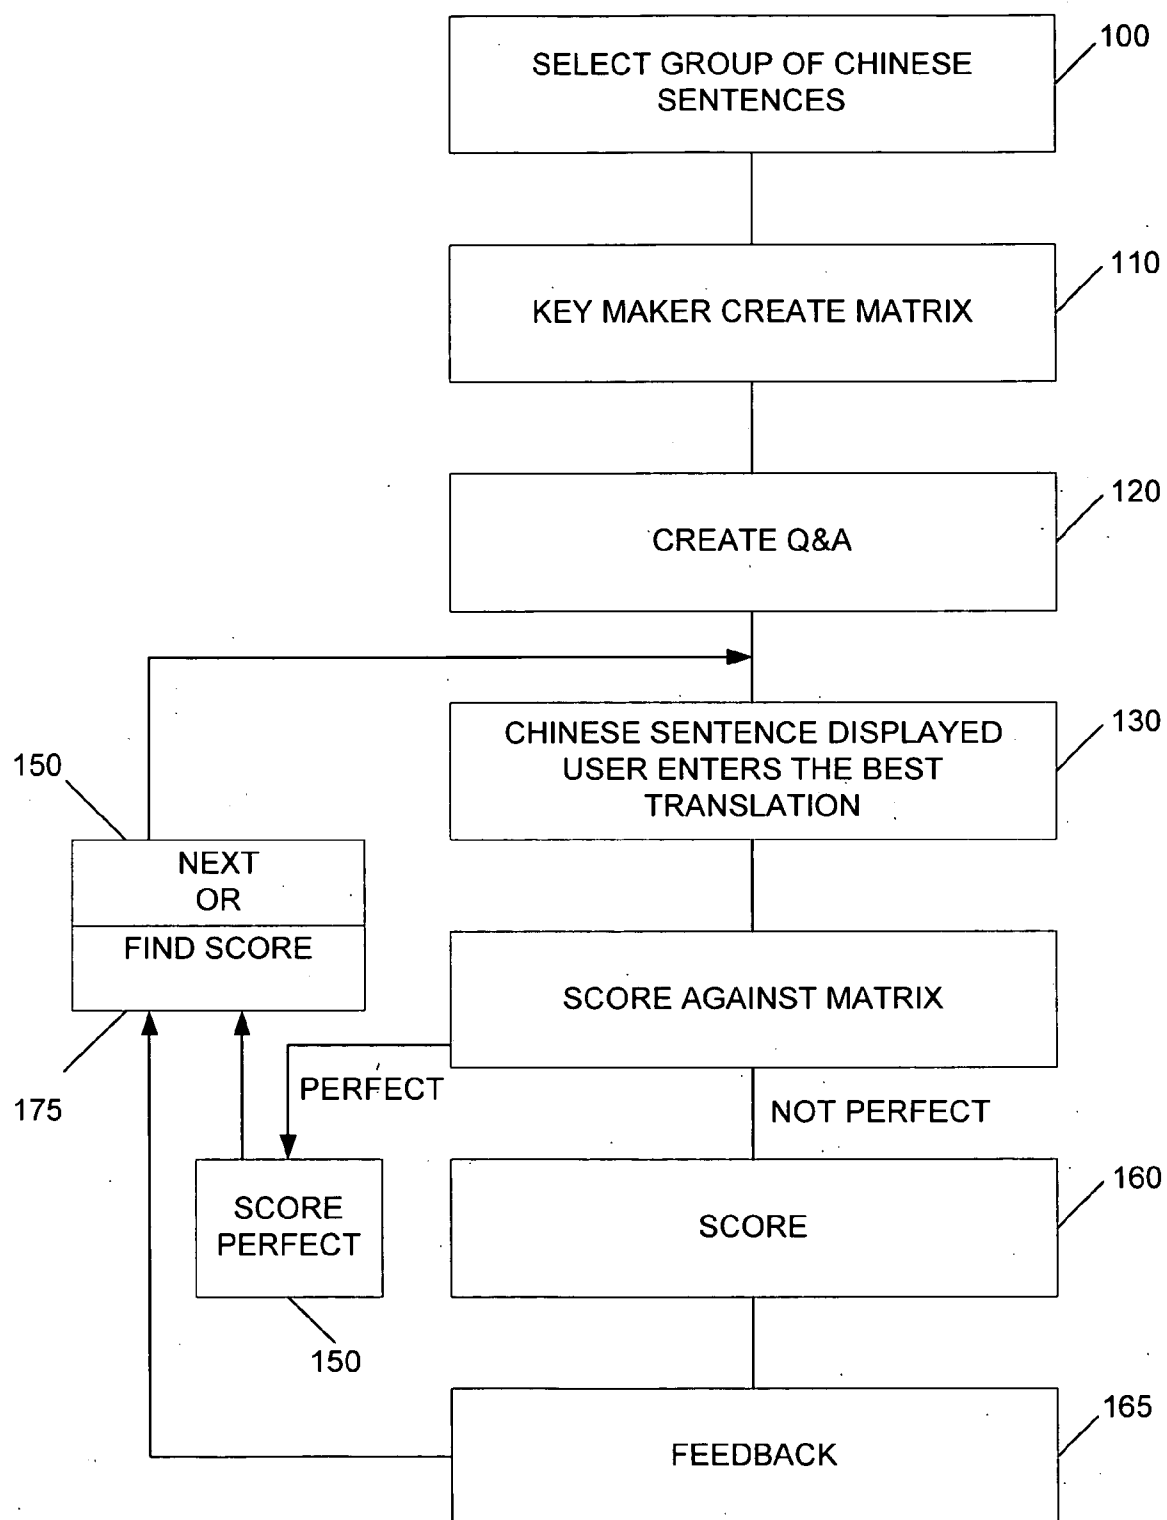 100
SELECT GROUP OF CHINESE
SENTENCES
110
KEY MAKER CREATE MATRIX
120
CREATE Q&A
130
CHINESE SENTENCE DISPLAYED
USER ENTERS THE BEST
TRANSLATION
150
NEXT
OR
FIND SCORE
175
SCORE AGAINST MATRIX
PERFECT
NOT PERFECT
SCORE
PERFECT
150
160
SCORE
165
FEEDBACK